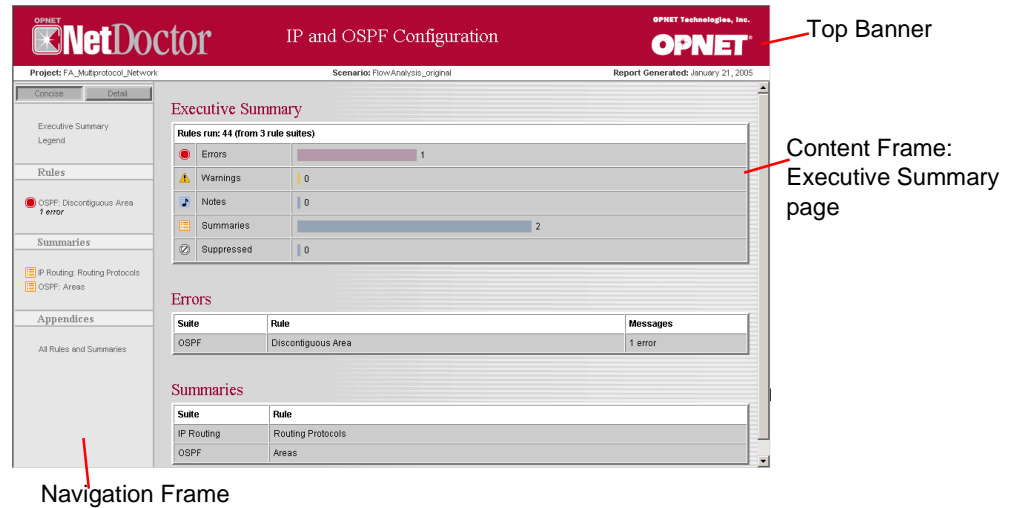 OPNET
NetDoctor
IP and OSPF Configuration
OPNET Technologies, Inc.
OPNET
Top Banner
Project: FA_Multiprotocol_Network
Scenario: FlowAnalysis_original
Report Generated: January 21, 2005
Concise
Detail
Executive Summary
Legend
Rules
OSPF: Discontiguous Area
1 error
Summaries
IP Routing: Routing Protocols
OSPF: Areas
Appendices
All Rules and Summaries
Executive Summary
Rules run: 44 (from 3 rule suites)
Errors 1
Warnings 0
Notes 0
Summaries 2
Suppressed 0
Errors
Suite Rule Messages
OSPF Discontiguous Area 1 error
Summaries
Suite Rule
IP Routing Routing Protocols
OSPF Areas
Content Frame:
Executive Summary
page
Navigation Frame